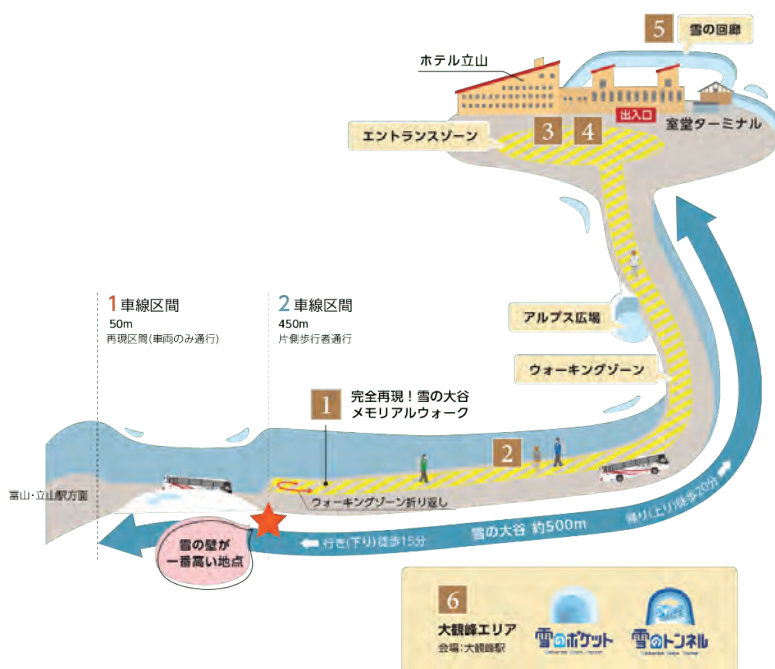 5
雪の回廊
ホテル立山
出入口
エントランスゾーン
3
4
室堂ターミナル
1車線区間
50m
再現区間(車両のみ通行)
2車線区間
450m
片側歩行者通行
アルプス広場
ウォーキングゾーン
1
完全再現！雪の大谷
メモリアルウォーク
2
富山・立山駅方面
ウォーキングゾーン折り返し
雪の壁が
一番高い地点
行き(下り)徒歩15分
雪の大谷 約500m
帰り(上り)徒歩20分
6
大観峰エリア
会場:大観峰駅
雪のポケット
雪のトンネル